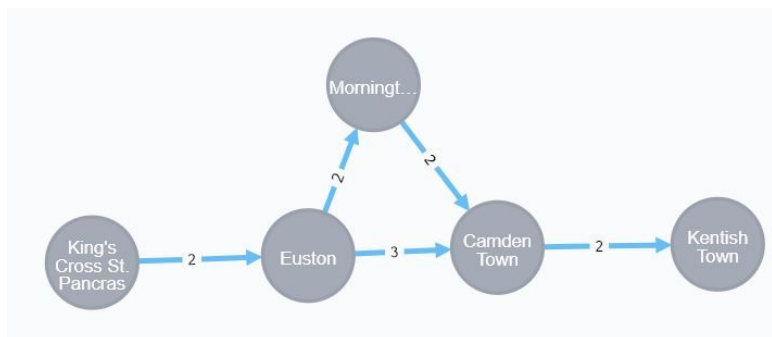 Morningt...
2
2
King's
Cross St.
Pancras
2
Euston
3
Camden
Town
2
Kentish
Town